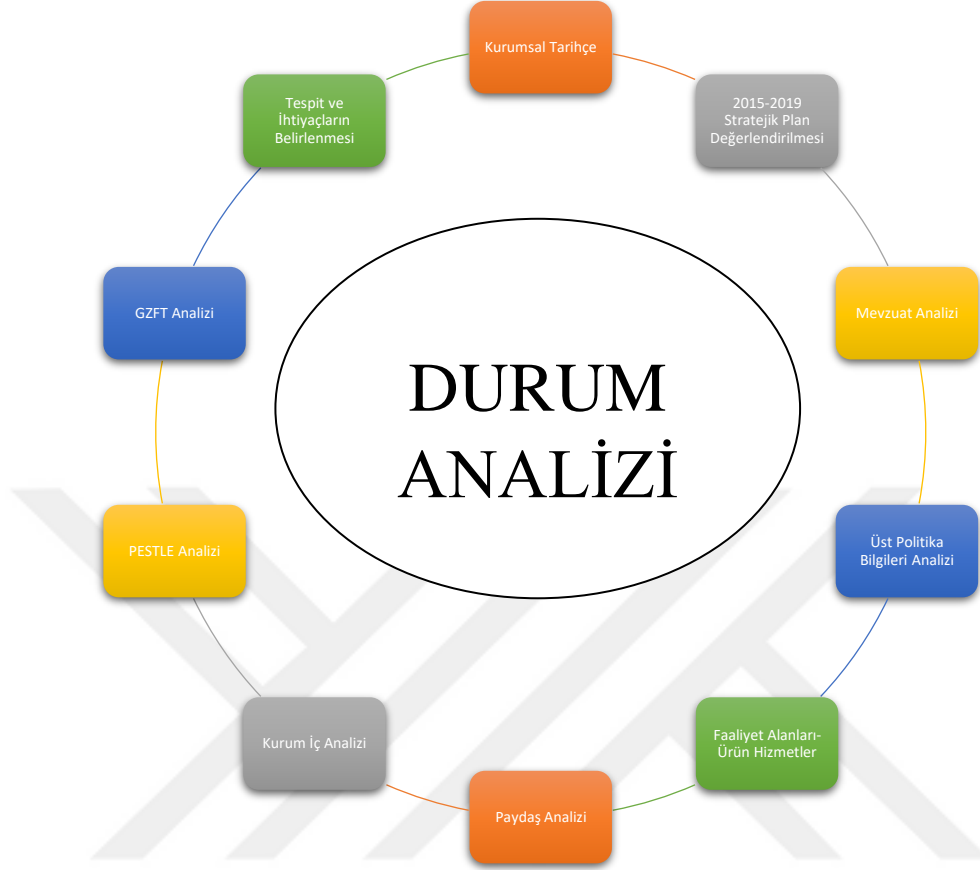 Kurumsal Tarihçe
2015-2019
Stratejik Plan
Değerlendirilmesi
Mevzuat Analizi
Üst Politika
Bilgileri Analizi
Faaliyet Alanları-
Ürün Hizmetler
Paydaş Analizi
Kurum İç Analizi
PESTLE Analizi
GZFT Analizi
Tespit ve
İhtiyaçların
Belirlenmesi
DURUM
ANALİZİ